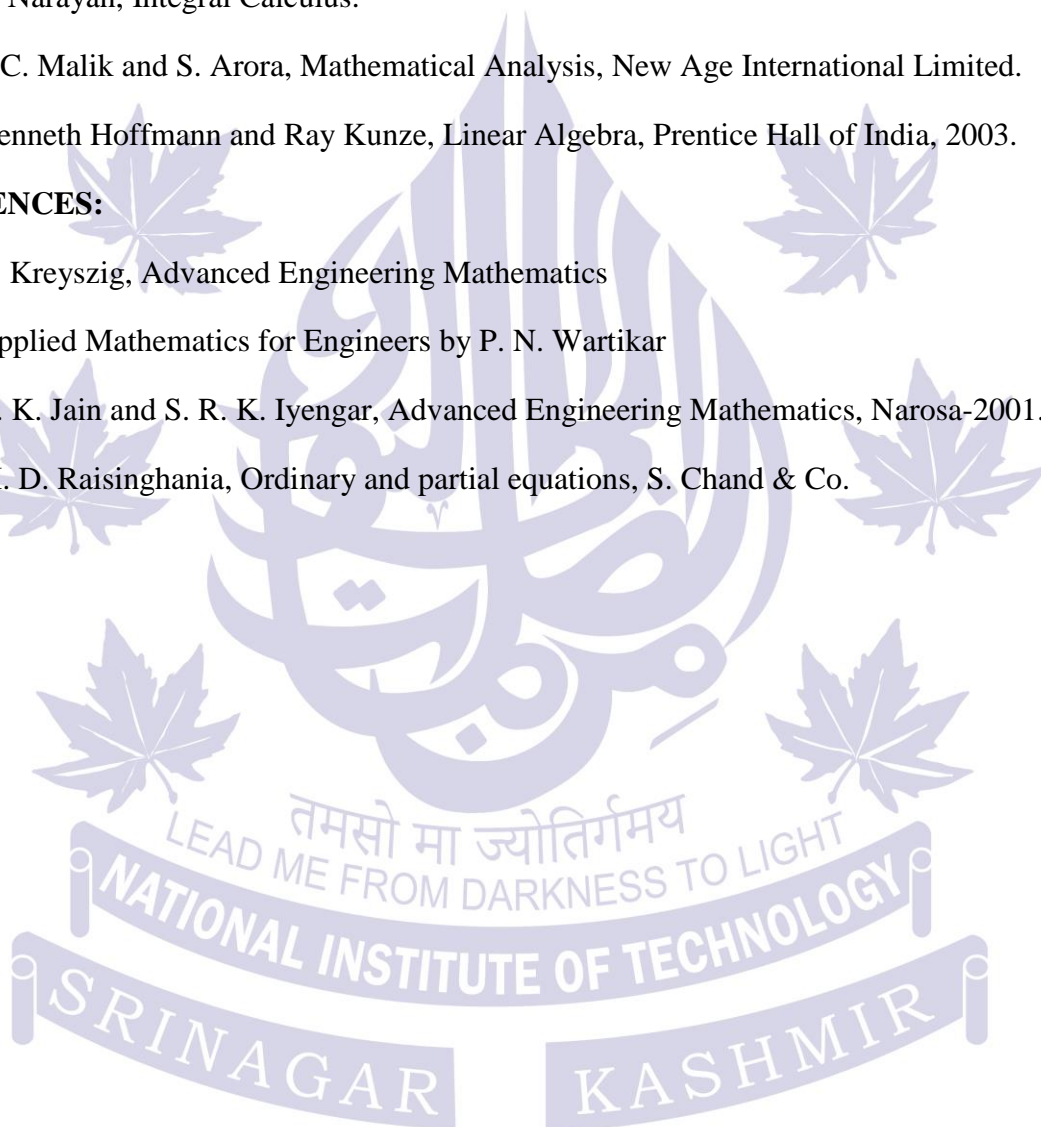 Narayan, Integral Calculus.
C. Malik and S. Arora, Mathematical Analysis, New Age International Limited.
enneth Hoffmann and Ray Kunze, Linear Algebra, Prentice Hall of India, 2003.
ENCES:
Kreyszig, Advanced Engineering Mathematics
pplied Mathematics for Engineers by P. N. Wartikar
. K. Jain and S. R. K. Iyengar, Advanced Engineering Mathematics, Narosa-2001.
. D. Raisinghania, Ordinary and partial equations, S. Chand & Co.
तमसो मा ज्योतिर्गमय
LEAD ME FROM DARKNESS TO LIGHT
NATIONAL INSTITUTE OF TECHNOLOGY
SRINAGAR KASHMIR